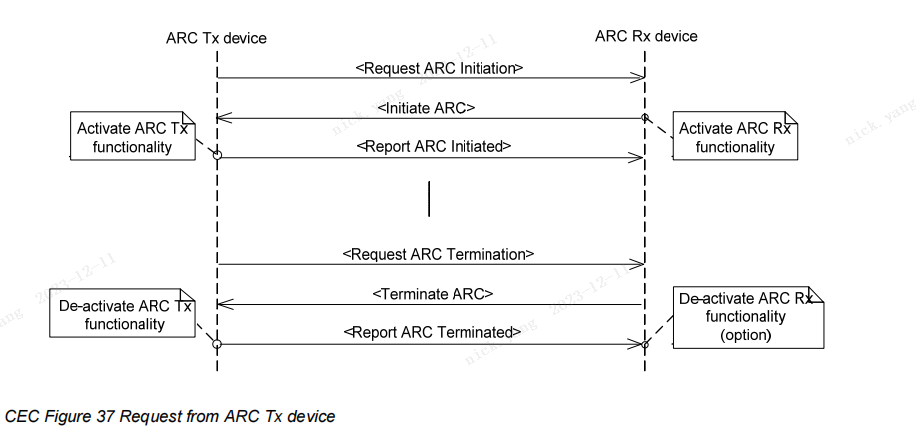 ARC Tx device
ARC Rx device
<Request ARC Initiation>
<Initiate ARC>
Activate ARC Tx
functionality
Activate ARC Rx
functionality
<Report ARC Initiated>
<Request ARC Termination>
<Terminate ARC>
De-activate ARC Tx
functionality
De-activate ARC Rx
functionality
(option)
<Report ARC Terminated>
CEC Figure 37 Request from ARC Tx device
nick.yang 2023-12-11
nick.yang
yang 2023-12-11
nick.yang 2023-12-11